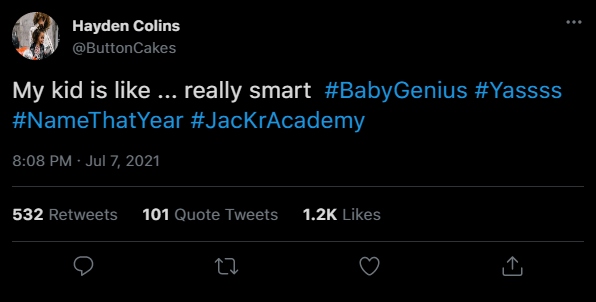 Hayden Colins
@ButtonCakes
My kid is like ... really smart #BabyGenius #Yassss
#NameThatYear #JacKrAcademy
8:08 PM · Jul 7, 2021
532 Retweets 101 Quote Tweets 1.2K Likes